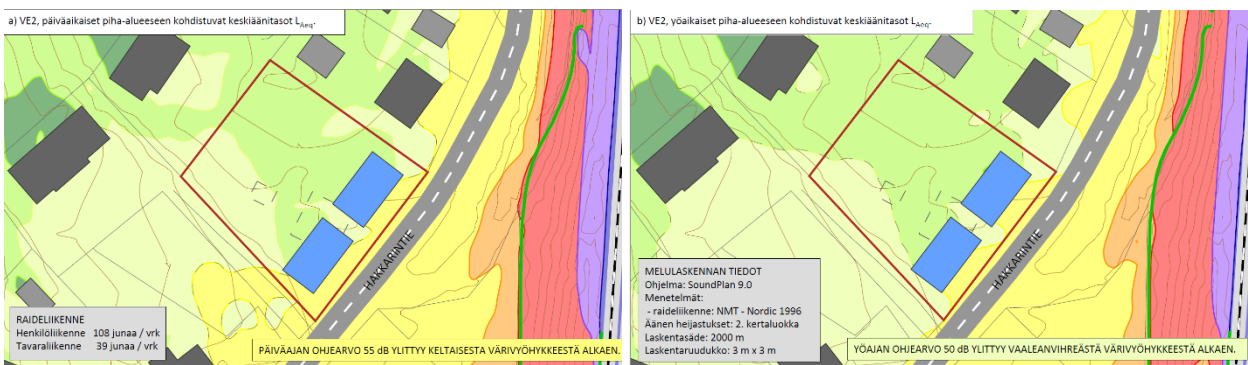 a) VE2, päiväaikaiset piha-alueeseen kohdistuvat keskiäänitasot LAeq.
HAKKARINTIE
RAIDELIIKENNE
Henkilöliikenne 108 junaa / vrk
Tavaraliikenne 39 junaa / vrk
PÄIVÄAJAN OHJEARVO 55 dB YLITTYY KELTAISESTA VÄRIVYÖHYKKEESTÄ ALKAEN.
b) VE2, yöaikaiset piha-alueeseen kohdistuvat keskiäänitasot LAeq.
HAKKARINTIE
MELULASKENNAN TIEDOT
Ohjelma: SoundPlan 9.0
Menetelmät:
- raideliikenne: NMT - Nordic 1996
Äänen heijastukset: 2. kertaluokka
Laskentasäde: 2000 m
Laskentaruudukko: 3 m x 3 m
YÖAJAN OHJEARVO 50 dB YLITTYY VAALEANVIHREÄSTÄ VÄRIVYÖHYKKEESTÄ ALKAEN.